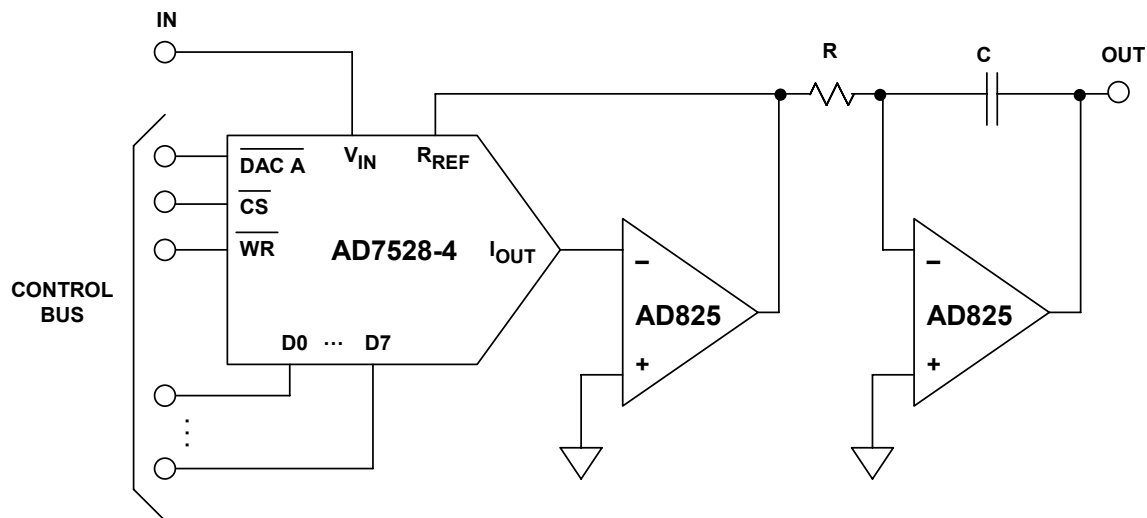 IN
R
C
OUT
DAC A
V_IN
R_REF
CS
WR
AD7528-4
I_OUT
CONTROL
BUS
D0 ... D7
–
+
AD825
–
+
AD825